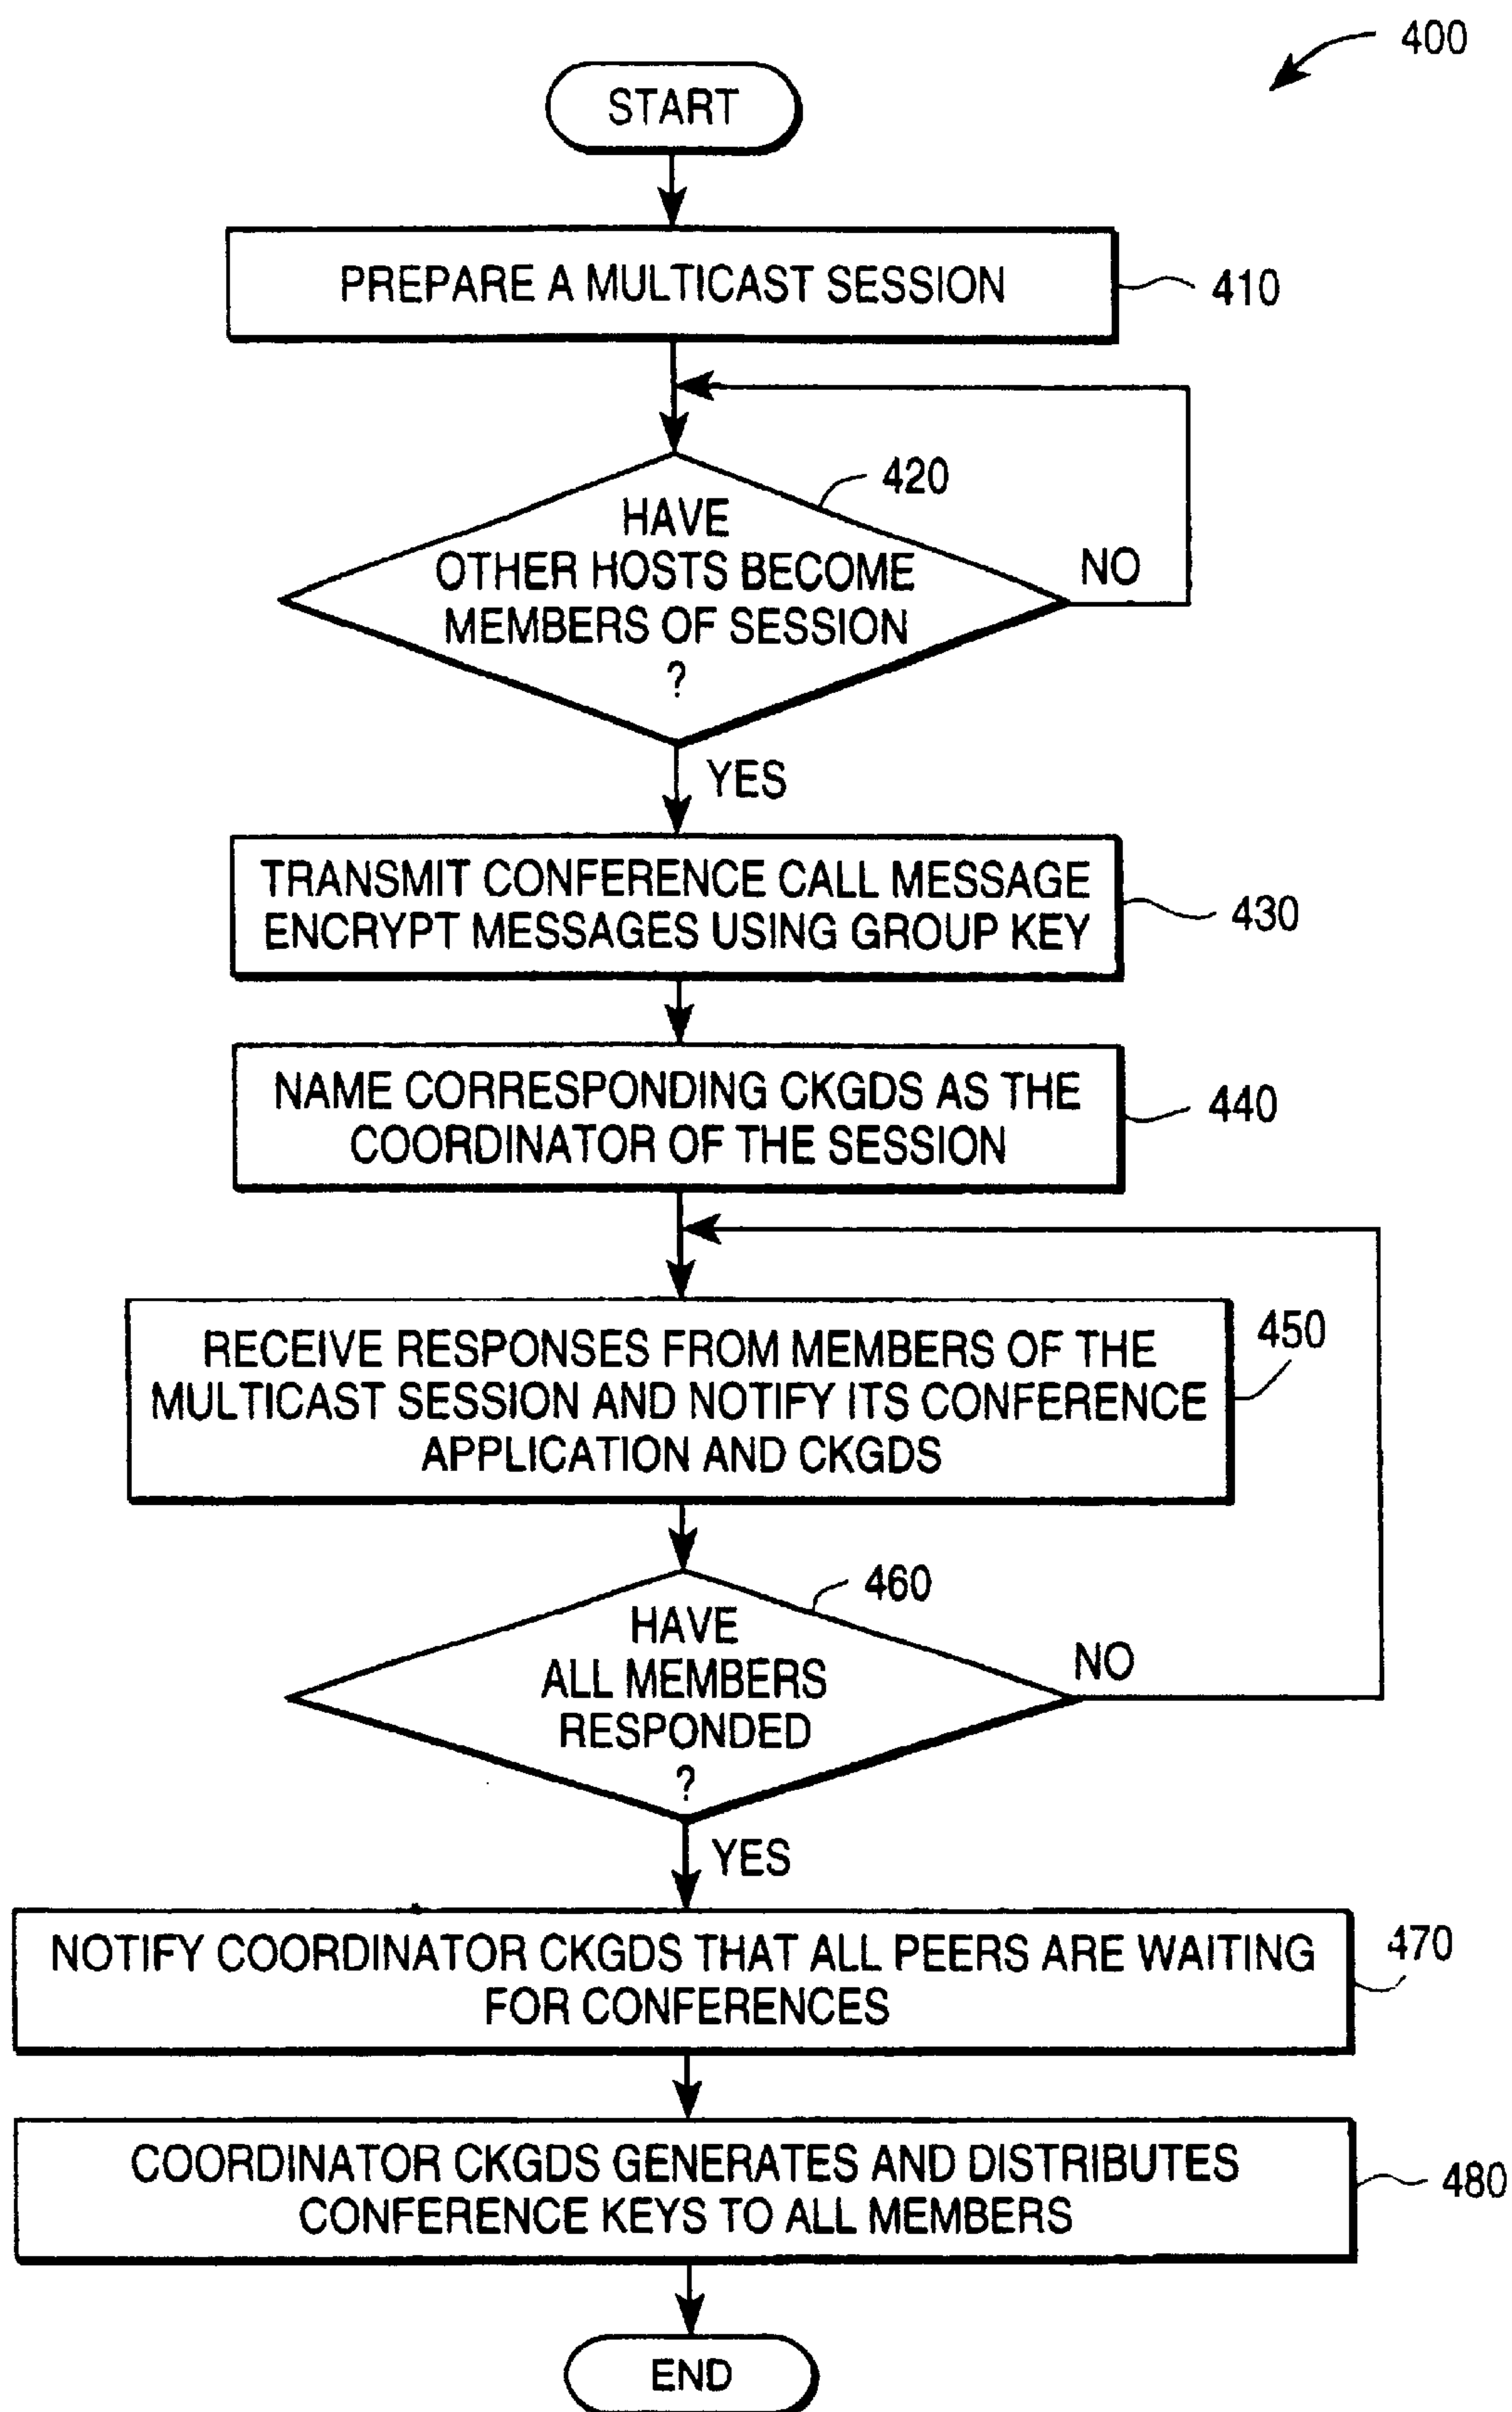 400
START
PREPARE A MULTICAST SESSION
410
420
HAVE
OTHER HOSTS BECOME
MEMBERS OF SESSION
?
NO
YES
TRANSMIT CONFERENCE CALL MESSAGE
ENCRYPT MESSAGES USING GROUP KEY
430
NAME CORRESPONDING CKGDS AS THE
COORDINATOR OF THE SESSION
440
RECEIVE RESPONSES FROM MEMBERS OF THE
MULTICAST SESSION AND NOTIFY ITS CONFERENCE
APPLICATION AND CKGDS
450
460
HAVE
ALL MEMBERS
RESPONDED
?
NO
YES
NOTIFY COORDINATOR CKGDS THAT ALL PEERS ARE WAITING
FOR CONFERENCES
470
COORDINATOR CKGDS GENERATES AND DISTRIBUTES
CONFERENCE KEYS TO ALL MEMBERS
480
END